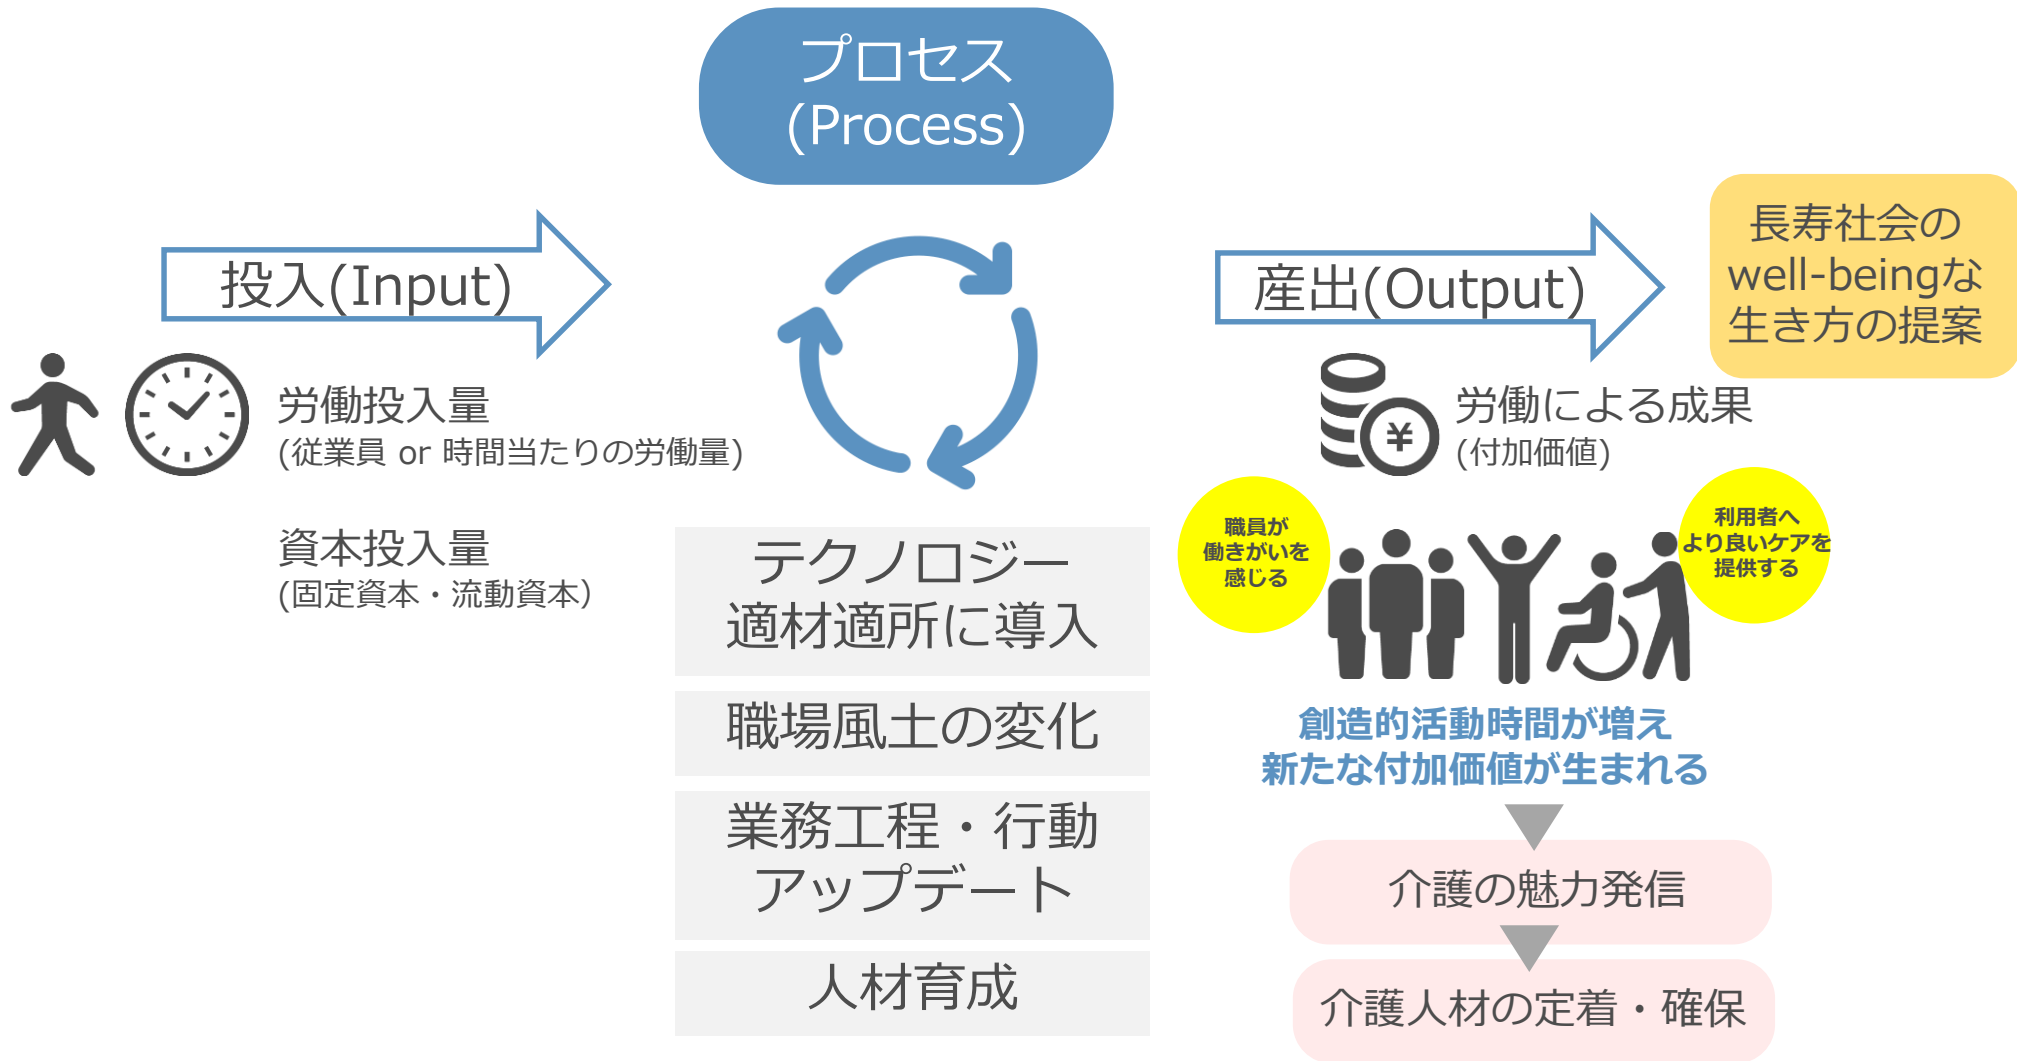 プロセス
(Process)
投入(Input)
労働投入量
(従業員 or 時間当たりの労働量)
資本投入量
(固定資本・流動資本)
テクノロジー
適材適所に導入
職場風土の変化
業務工程・行動
アップデート
人材育成
産出(Output)
長寿社会の
well-beingな
生き方の提案
¥
労働による成果
(付加価値)
職員が
働きがいを
感じる
利用者へ
より良いケアを
提供する
創造的活動時間が増え
新たな付加価値が生まれる
介護の魅力発信
介護人材の定着・確保